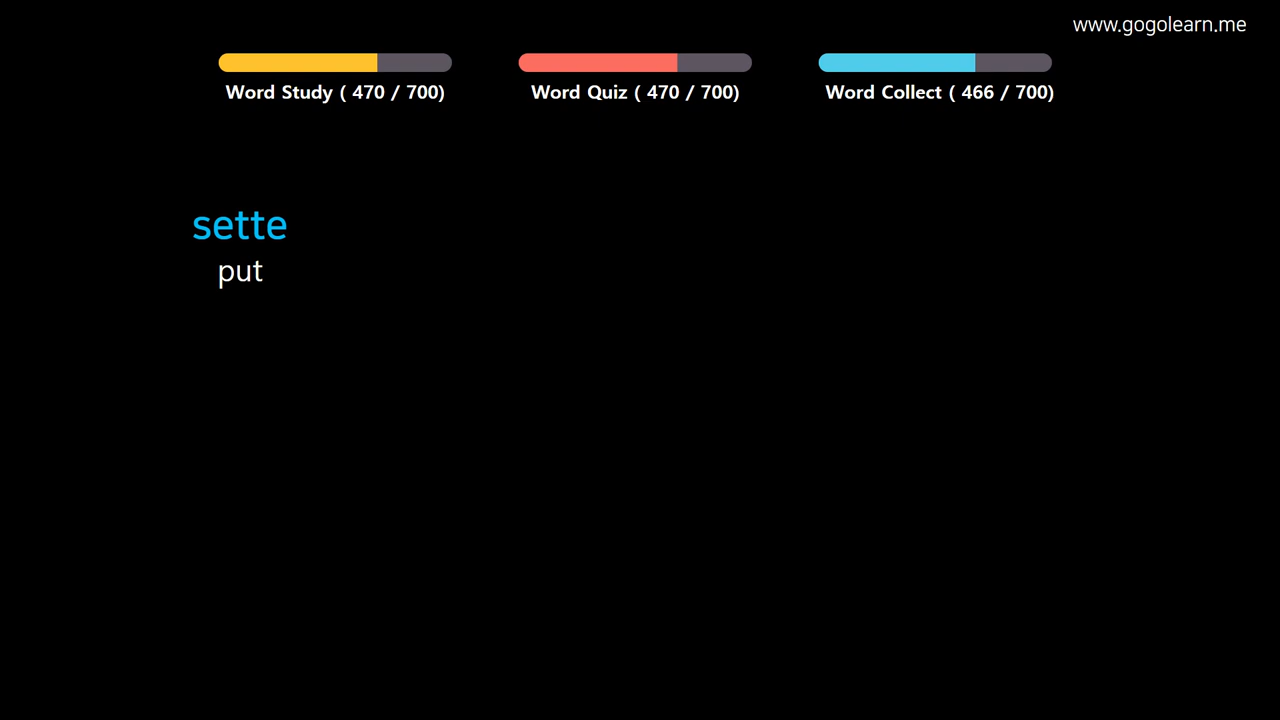 www.gogolearn.me
Word Study ( 470 / 700)
Word Quiz ( 470 / 700)
Word Collect ( 466 / 700)
sette
put